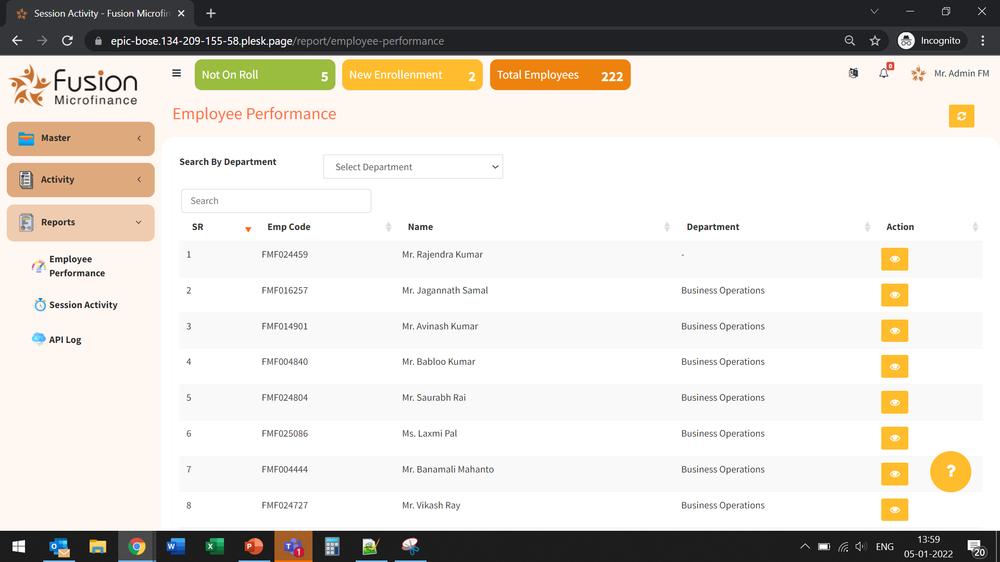 Session Activity - Fusion Microfin
epic-bose.134-209-155-58.plesk.page/report/employee-performance
Incognito
Fusion
Microfinance
Not On Roll 5
New Enrollenment 2
Total Employees 222
0
Mr. Admin FM
Employee Performance
Master
Activity
Reports
Employee
Performance
Session Activity
API
API Log
Search By Department
Select Department
Search
SR Emp Code Name Department Action
1 FMF024459 Mr. Rajendra Kumar -
2 FMF016257 Mr. Jagannath Samal Business Operations
3 FMF014901 Mr. Avinash Kumar Business Operations
4 FMF004840 Mr. Babloo Kumar Business Operations
5 FMF024804 Mr. Saurabh Rai Business Operations
6 FMF025086 Ms. Laxmi Pal Business Operations
7 FMF004444 Mr. Banamali Mahanto Business Operations
?
8 FMF024727 Mr. Vikash Ray Business Operations
O
W
X
P
T
1
ENG
13:59
05-01-2022
20